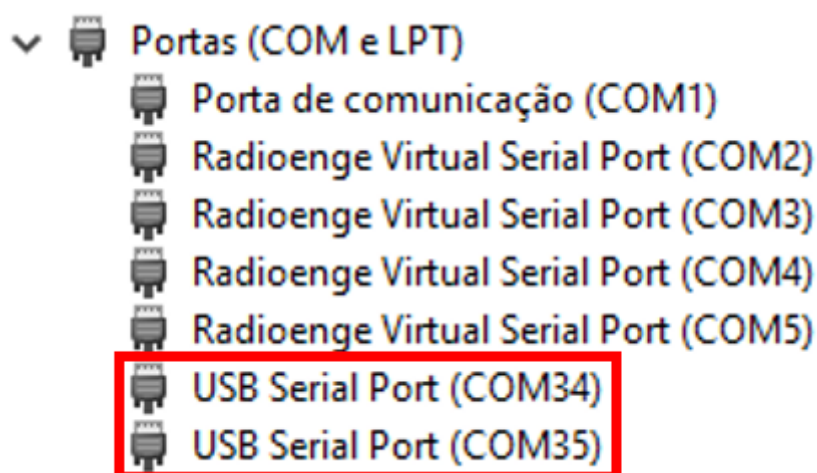 Portas (COM e LPT)
Porta de comunicação (COM1)
Radioenge Virtual Serial Port (COM2)
Radioenge Virtual Serial Port (COM3)
Radioenge Virtual Serial Port (COM4)
Radioenge Virtual Serial Port (COM5)
USB Serial Port (COM34)
USB Serial Port (COM35)